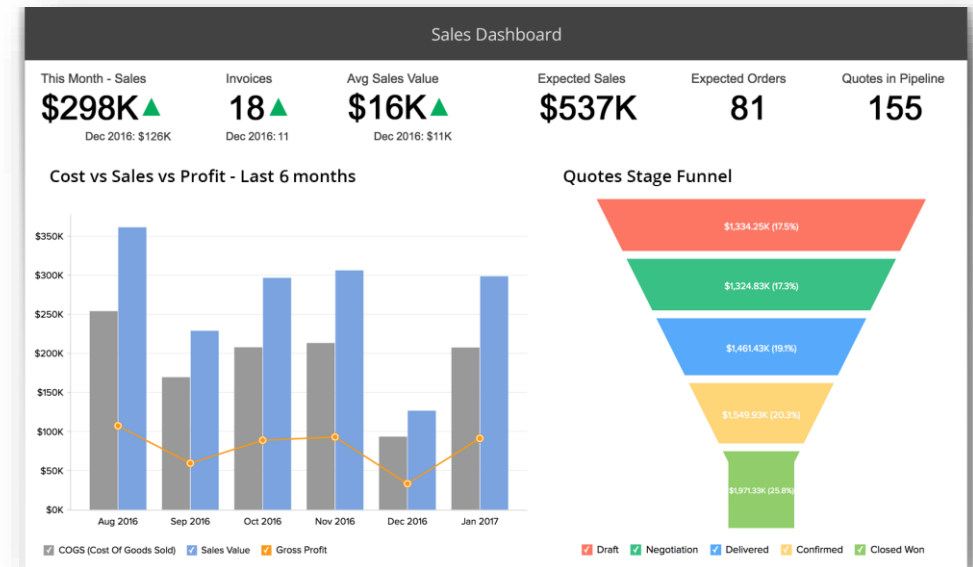 Sales Dashboard
This Month - Sales
$298K
Dec 2016: $126K
Invoices
18
Dec 2016: 11
Avg Sales Value
$16K
Dec 2016: $11K
Expected Sales
$537K
Expected Orders
81
Quotes in Pipeline
155
Cost vs Sales vs Profit - Last 6 months
$350K
$300K
$250K
$200K
$150K
$100K
$50K
$0K
Aug 2016 Sep 2016 Oct 2016 Nov 2016 Dec 2016 Jan 2017
COGS (Cost Of Goods Sold) Sales Value Gross Profit
Quotes Stage Funnel
$1,334.25K (17.5%)
$1,324.83K (17.3%)
$1,461.43K (19.1%)
$1,549.93K (20.3%)
$1,971.33K (25.8%)
Draft Negotiation Delivered Confirmed Closed Won